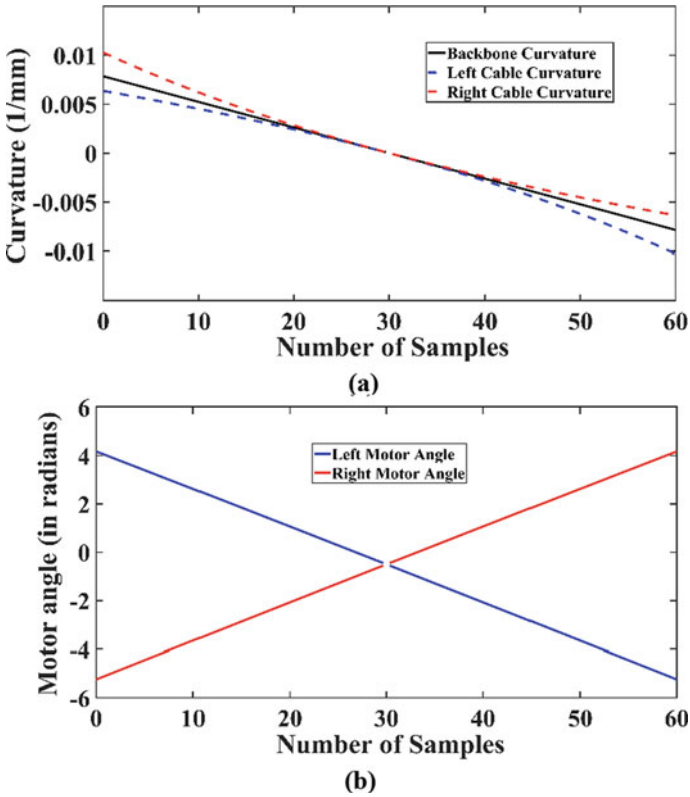 Curvature (1/mm)
0.01
0.005
0
-0.005
-0.01
Backbone Curvature
Left Cable Curvature
Right Cable Curvature
0 10 20 30 40 50 60
Number of Samples
(a)
Motor angle (in radians)
6
4
2
0
-2
-4
-6
Left Motor Angle
Right Motor Angle
0 10 20 30 40 50 60
Number of Samples
(b)